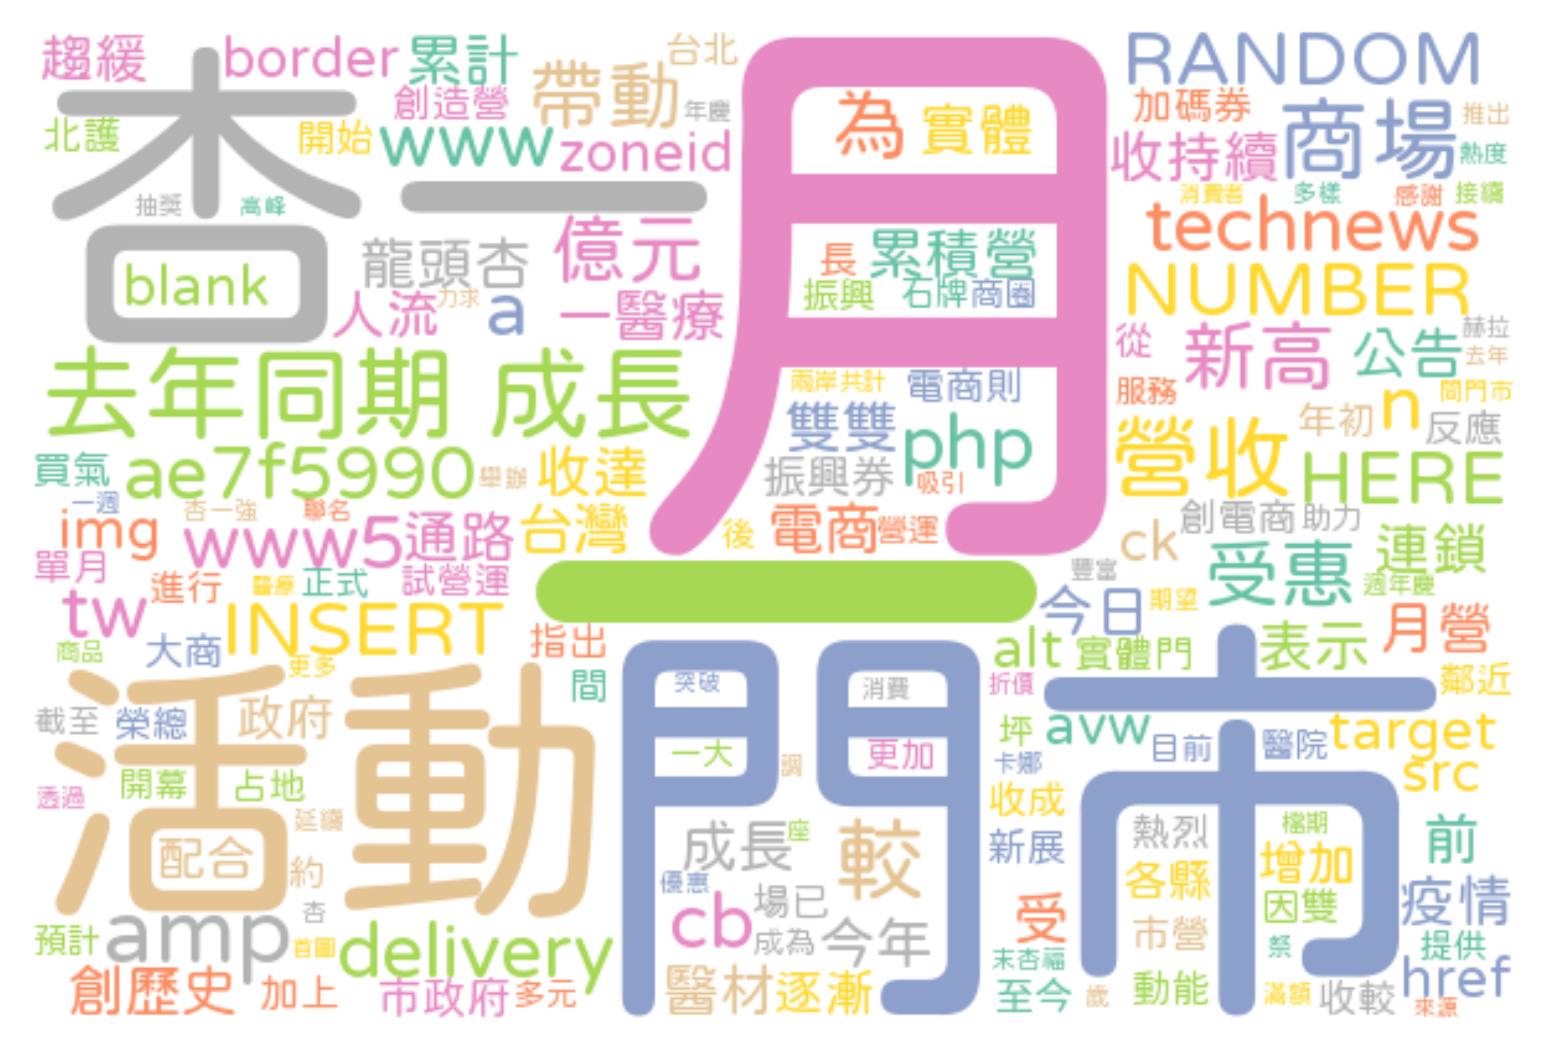 趨緩 border 累計 台北 RANDOM
創造營 帶動 年慶 加碼券 商場 推出
北護 開始 www zoneid 為 實體 收持續 熱度
杏一 月
抽獎 高峰 消費者 多樣 感謝 接續
龍頭杏 億元 長 累積營 technews
blank 人流 力求 a 一醫療 振興 石牌 商圈 NUMBER
從 新高 公告 赫拉 去年
去年同期 成長 兩岸共計 電商則 服務 n 間門市
雙雙 php 年初 反應
買氣 ae7f5990 舉辦 收達 振興券 吸引 營收 HERE
一週 杏一強 聯名 創電商 助力
img www5 通路 台灣 後 電商 營運 ck 連鎖
單月 進行 醫療 正式 試營運 豐富 受惠 週年慶
tw INSERT 今日 期望 月營
商品 大商 更多 指出 alt 實體門 表示
活動 間 門市 突破 消費 折價 鄰近
截至 榮總 政府 一大 更加 坪 avw 目前 醫院 target
透過 開幕 占地 調 卡娜 src
延續 收成
配合 約 成長 座 較 新展 熱烈 檔期 增加 前
杏 優惠 場已 各縣 因雙 疫情
預計 amp 首圖 delivery cb 成為 今年 受 市營 祭 提供
末杏福
創歷史 加上 市政府 多元 醫材 逐漸 至今 歲 動能 滿額 收較 href
來源